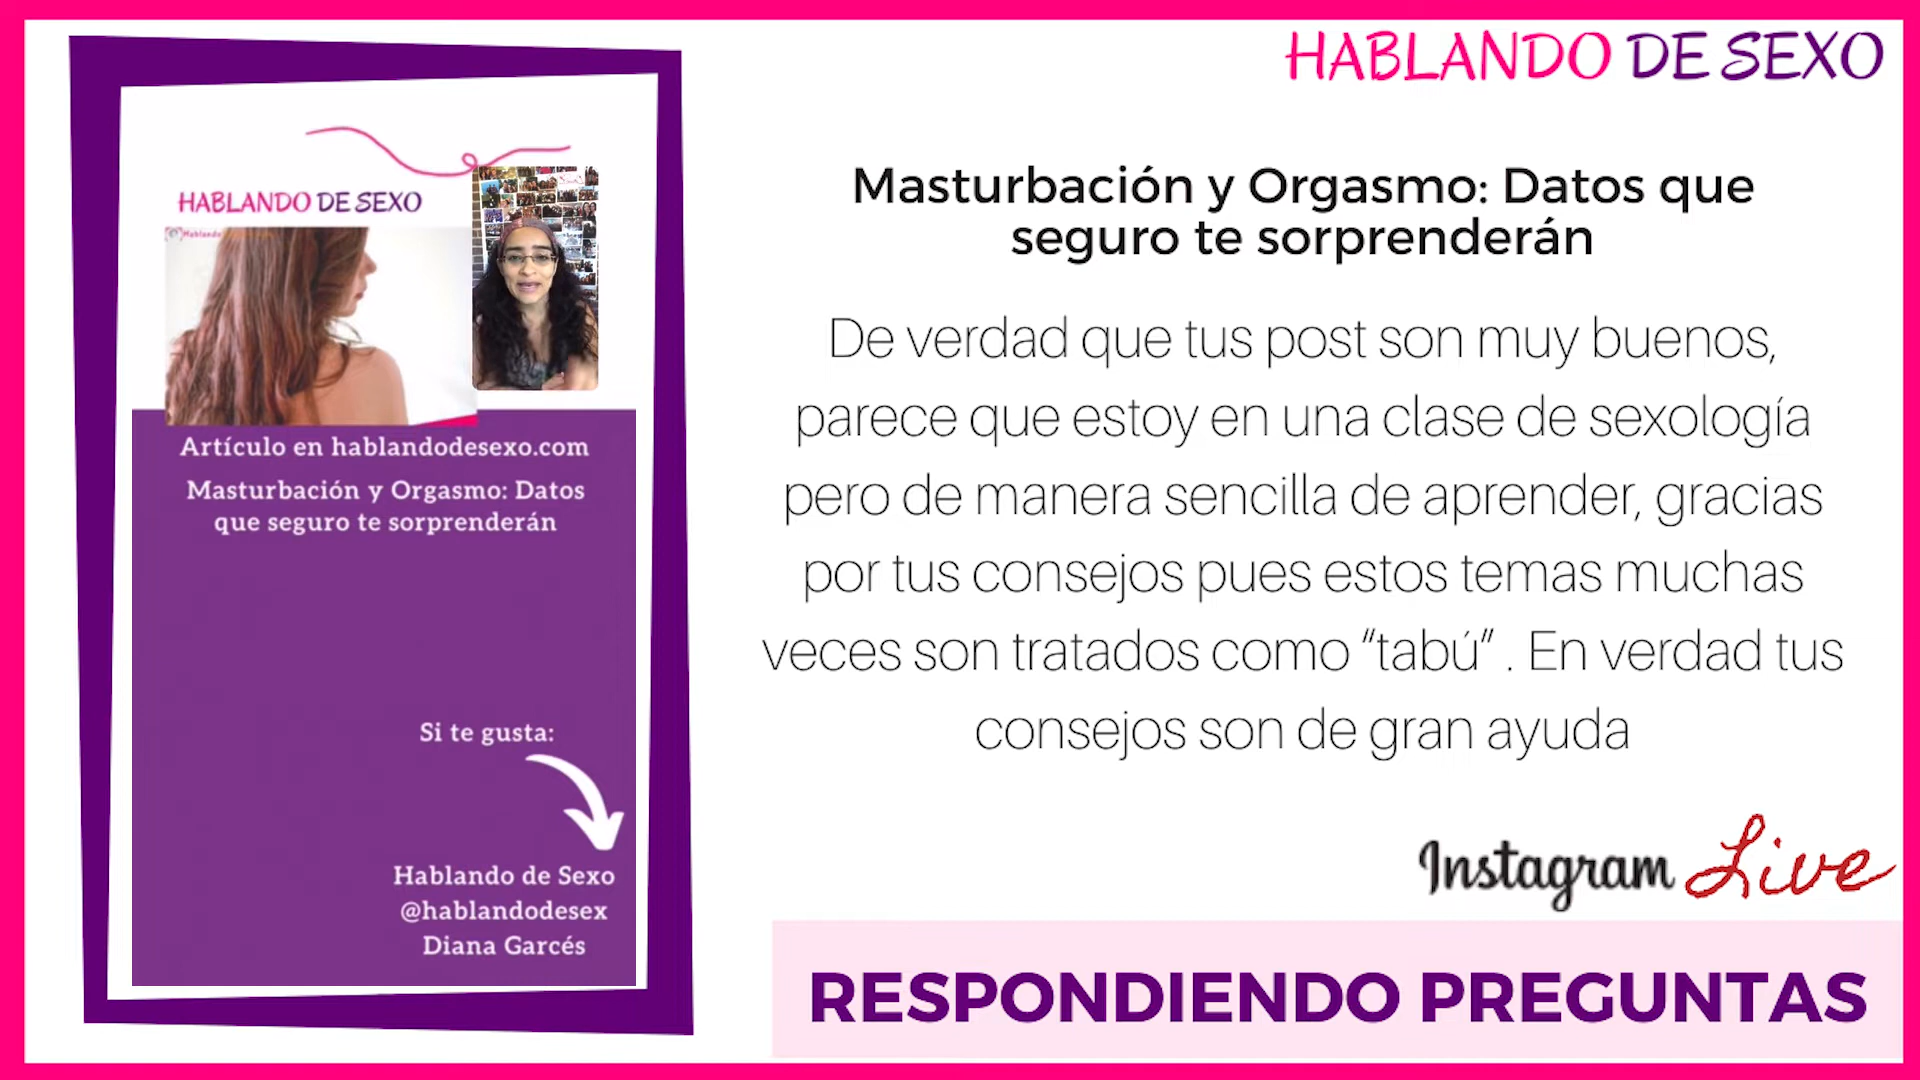 HABLANDO DE SEXO
HABLANDO DE SEXO
Artículo en hablandodesexo.com
Masturbación y Orgasmo: Datos
que seguro te sorprenderán
Si te gusta:
Hablando de Sexo
@hablandodesex
Diana Garcés
Masturbación y Orgasmo: Datos que
seguro te sorprenderán
De verdad que tus post son muy buenos,
parece que estoy en una clase de sexología
pero de manera sencilla de aprender, gracias
por tus consejos pues estos temas muchas
veces son tratados como “tabú” . En verdad tus
consejos son de gran ayuda
Instagram Live
RESPONDIENDO PREGUNTAS